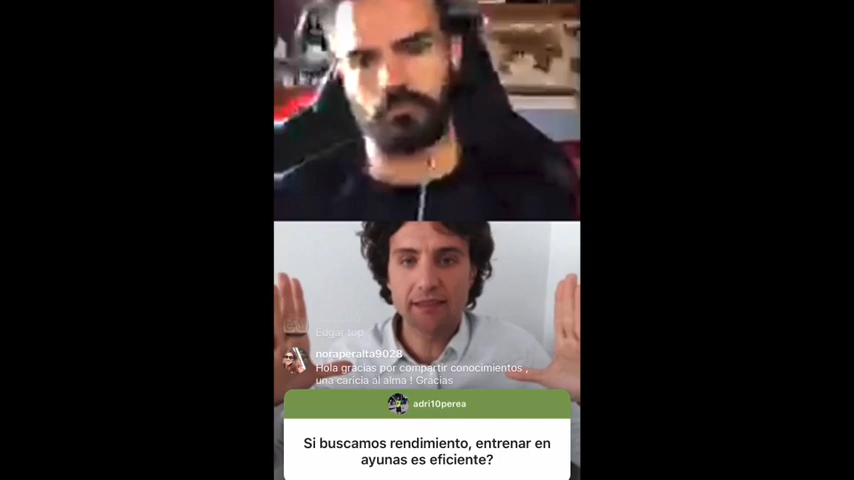 Edgar top
noraperalta9028
Hola gracias por compartir conocimientos ,
una caricia al alma ! Gracias
adri10perea
Si buscamos rendimiento, entrenar en
ayunas es eficiente?